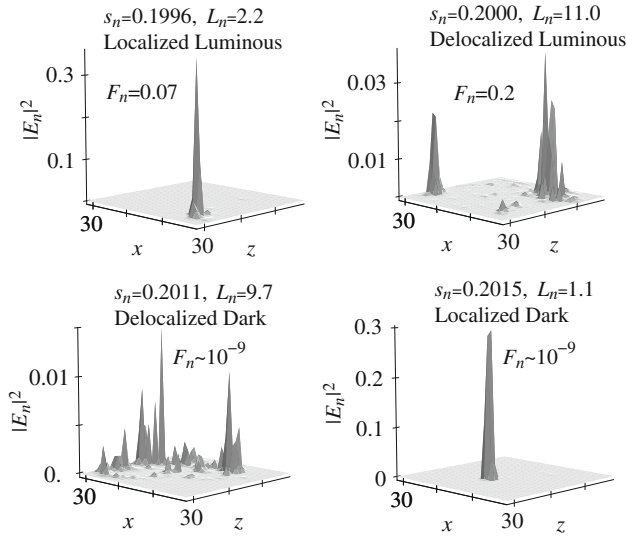 s_n=0.1996, L_n=2.2
Localized Luminous
F_n=0.07
0.3
0.1
|E_n|^2
30
x
30
z
s_n=0.2000, L_n=11.0
Delocalized Luminous
F_n=0.2
0.03
0.01
|E_n|^2
30
x
30
z
s_n=0.2011, L_n=9.7
Delocalized Dark
F_n~10^{-9}
0.01
0.
|E_n|^2
30
x
30
z
s_n=0.2015, L_n=1.1
Localized Dark
F_n~10^{-9}
0.3
0.2
0.1
0
|E_n|^2
30
x
30
z